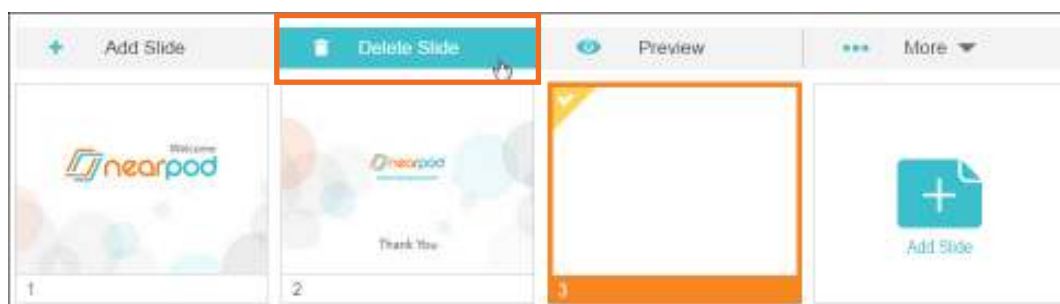 Add Slide
Delete Slide
Preview
More
Welcome
nearpod
nearpod
Thank You
Add Slide
1
2
3